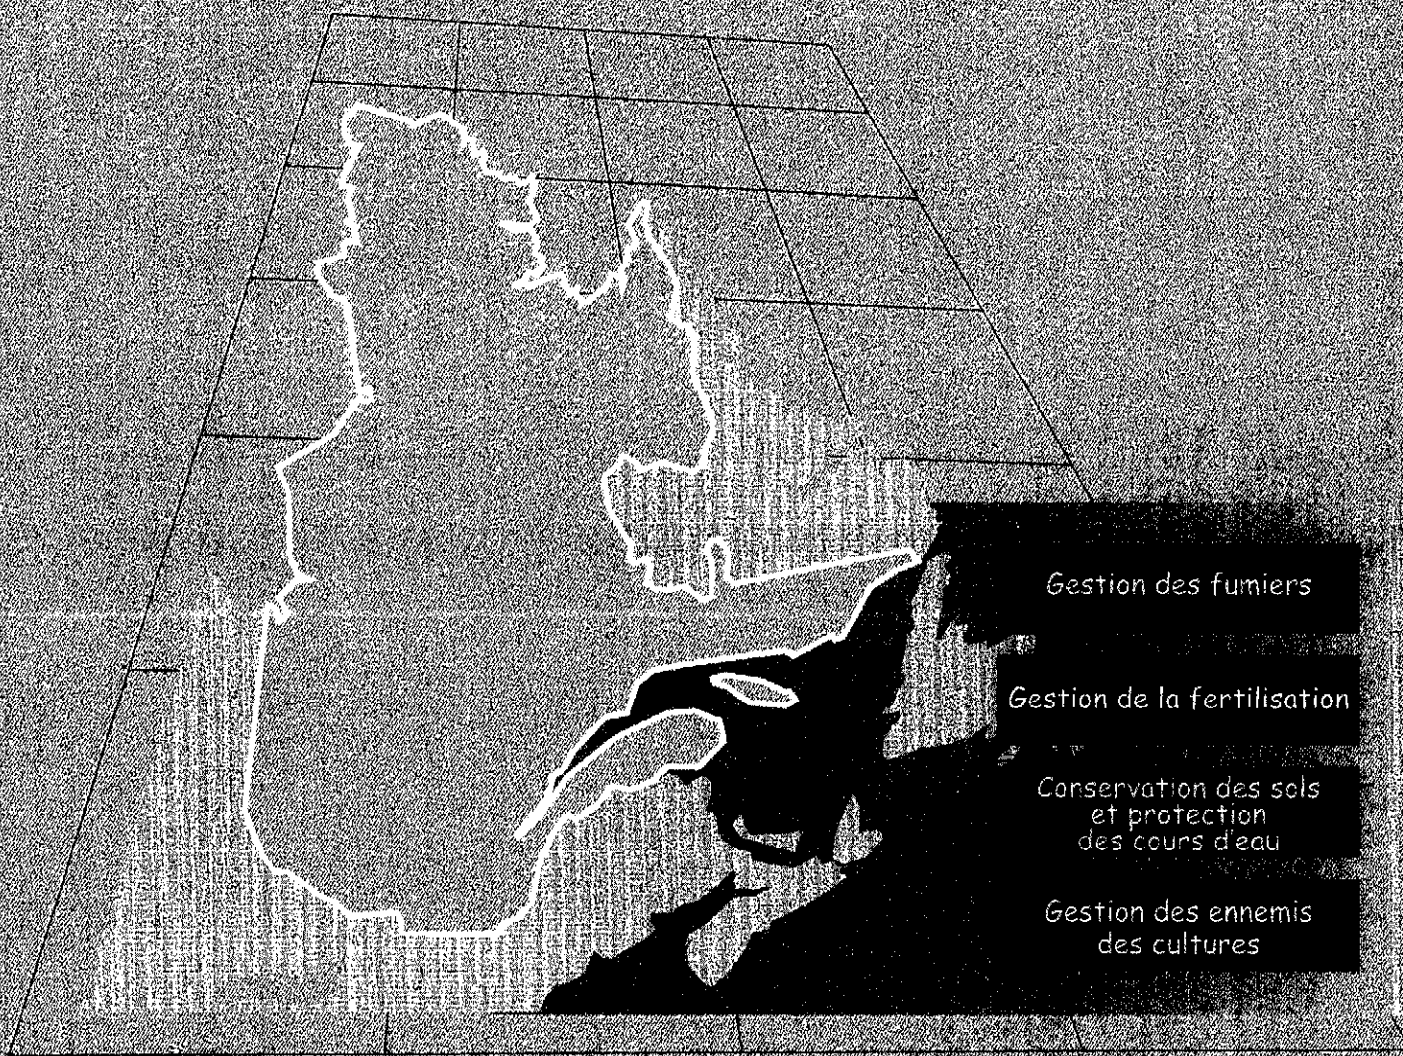 Gestion des fumiers
Gestion de la fertilisation
Conservation des sols
et protection
des cours d'eau
Gestion des ennemis
des cultures